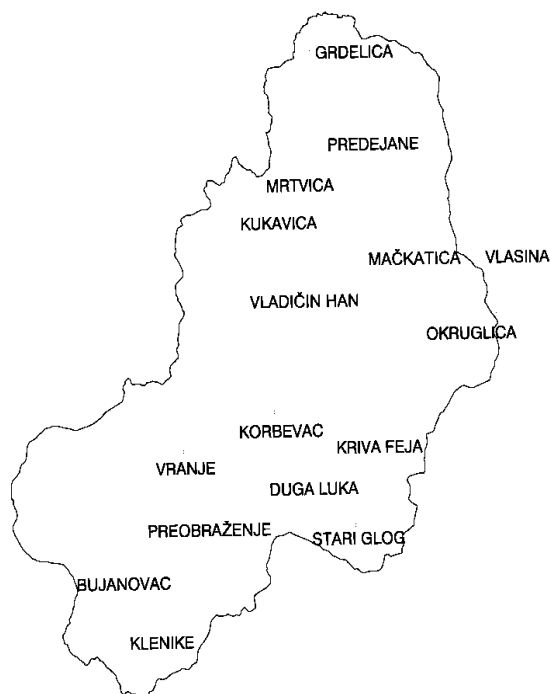 GRDELICA
PREDEJANE
MRTVICA
KUKAVICA
MAČKATICA VLASINA
VLADIČIN HAN
OKRUGLICA
KORBEVAC
KRIVA FEJA
VRANJE
DUGA LUKA
PREOBRAŽENJE
STARI GLOG
BUJANOVAC
KLENIKE